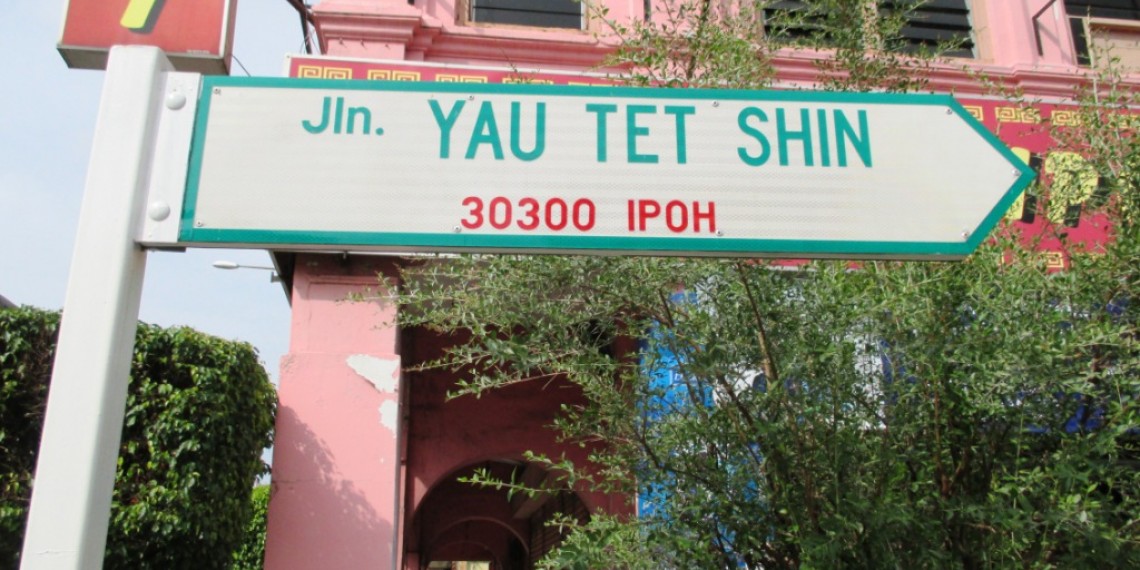 Jln. YAU TET SHIN
30300 IPOH